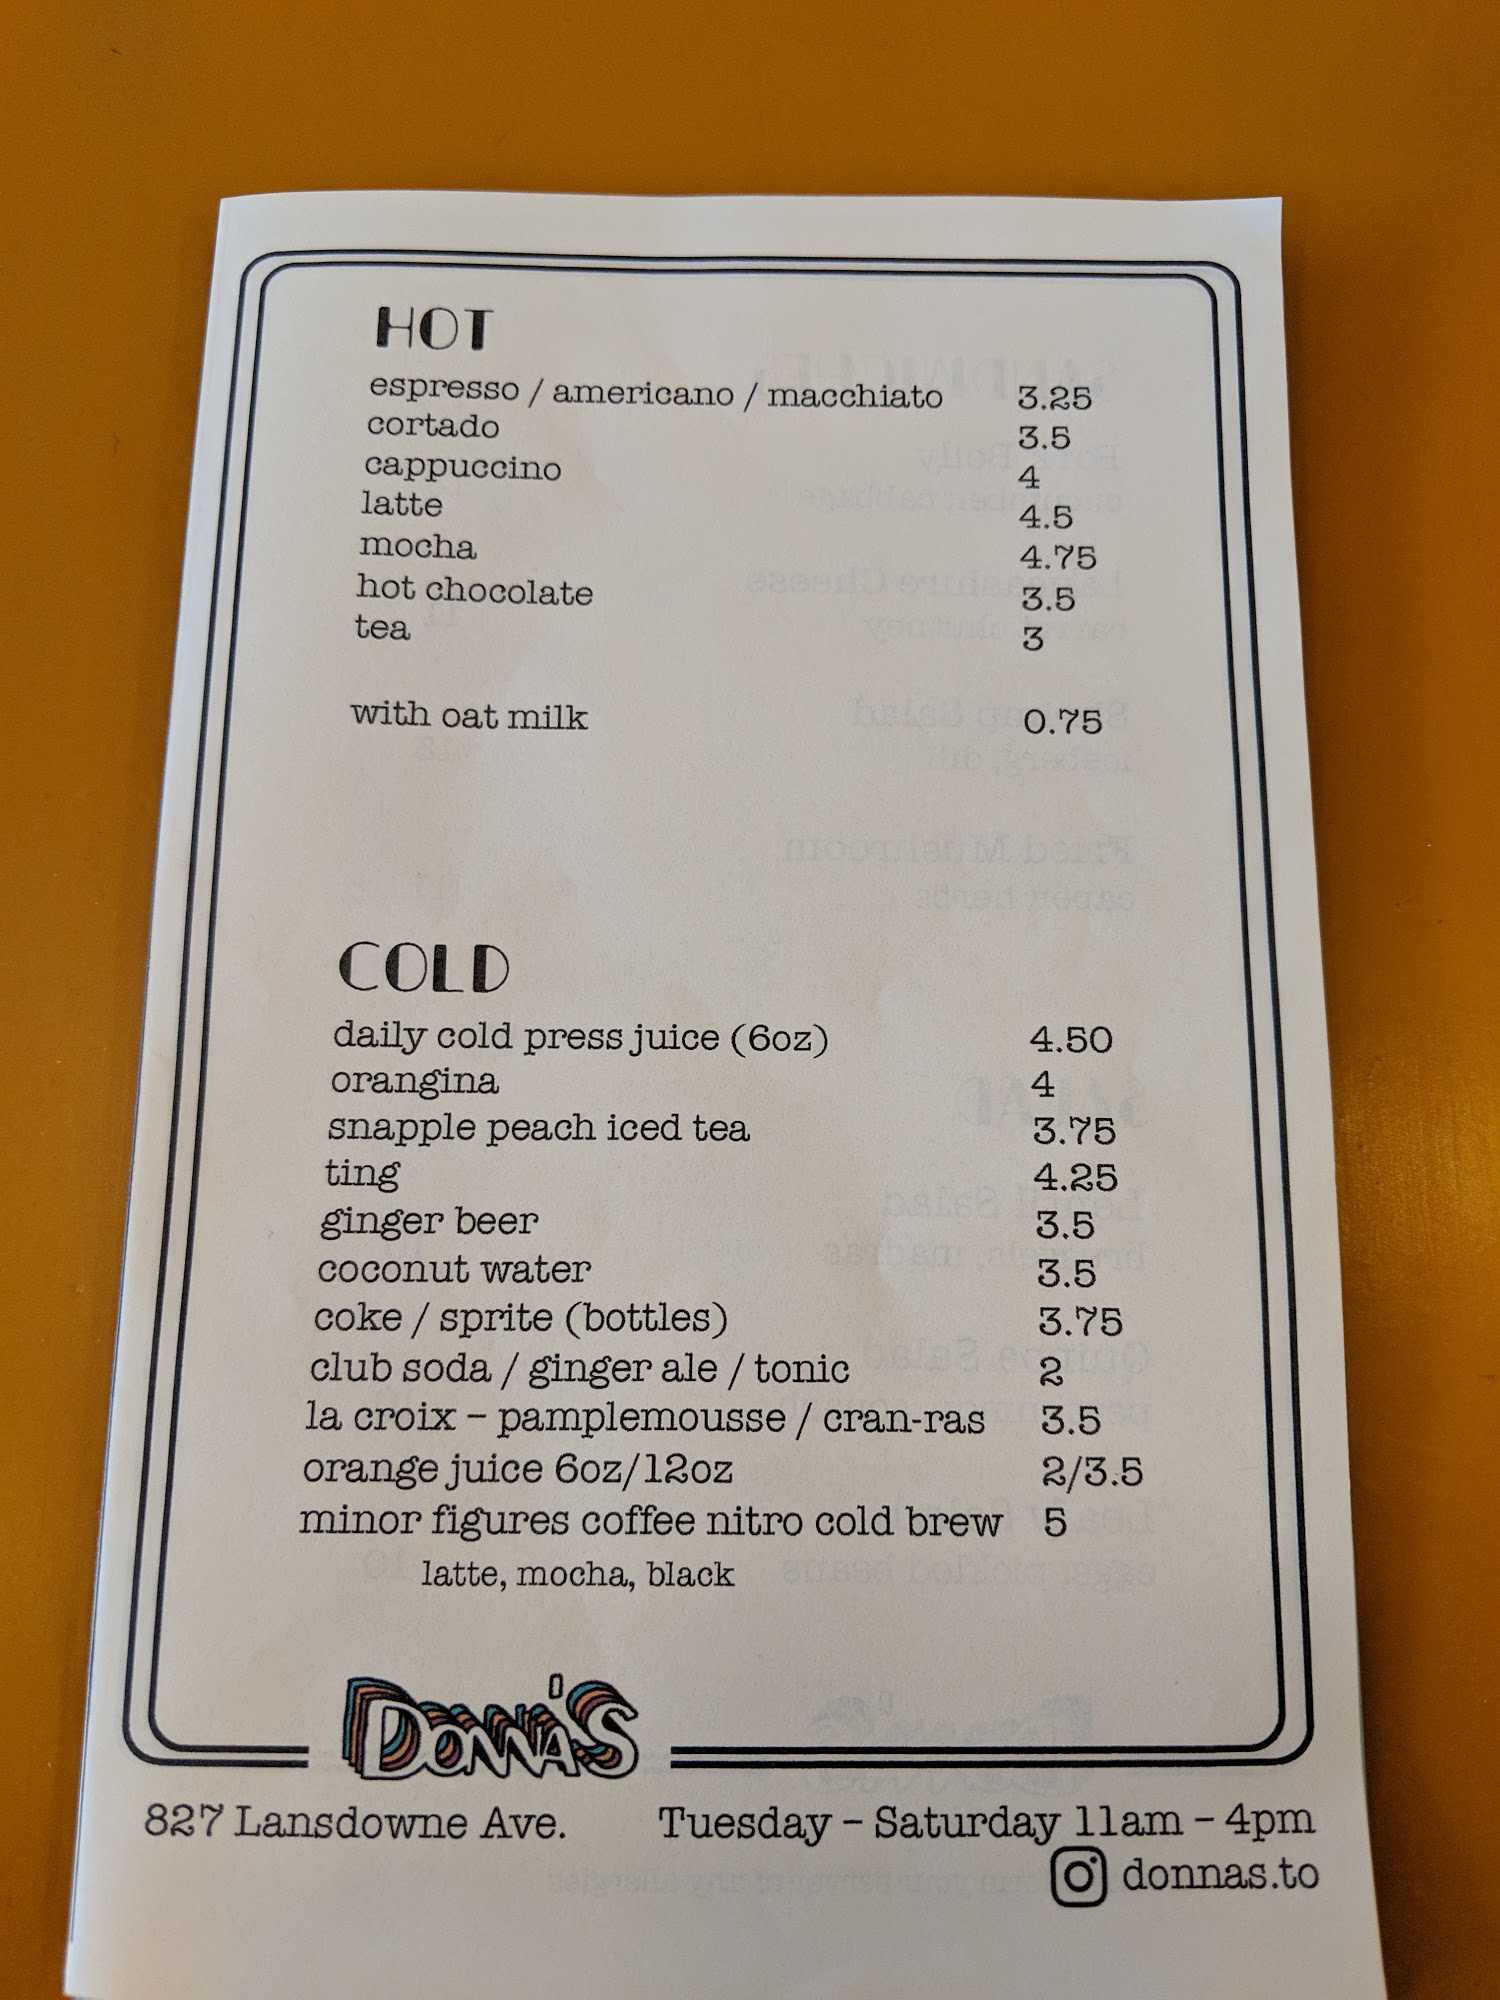 HOT
espresso / americano / macchiato 3.25
cortado 3.5
cappuccino 4
latte 4.5
mocha 4.75
hot chocolate 3.5
tea 3
with oat milk 0.75
COLD
daily cold press juice (6oz) 4.50
orangina 4
snapple peach iced tea 3.75
ting 4.25
ginger beer 3.5
coconut water 3.5
coke / sprite (bottles) 3.75
club soda / ginger ale / tonic 2
la croix - pamplemousse / cran-ras 3.5
orange juice 6oz/12oz 2/3.5
minor figures coffee nitro cold brew 5
latte, mocha, black
DONNA'S
827 Lansdowne Ave. Tuesday - Saturday 11am - 4pm
donnas.to